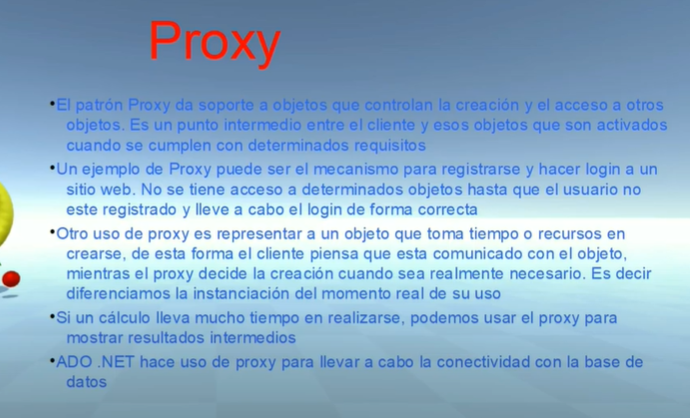 Proxy
•El patrón Proxy da soporte a objetos que controlan la creación y el acceso a otros
objetos. Es un punto intermedio entre el cliente y esos objetos que son activados
cuando se cumplen con determinados requisitos
•Un ejemplo de Proxy puede ser el mecanismo para registrarse y hacer login a un
sitio web. No se tiene acceso a determinados objetos hasta que el usuario no
este registrado y lleve a cabo el login de forma correcta
•Otro uso de proxy es representar a un objeto que toma tiempo o recursos en
crearse, de esta forma el cliente piensa que esta comunicado con el objeto,
mientras el proxy decide la creación cuando sea realmente necesario. Es decir
diferenciamos la instanciación del momento real de su uso
•Si un cálculo lleva mucho tiempo en realizarse, podemos usar el proxy para
mostrar resultados intermedios
•ADO .NET hace uso de proxy para llevar a cabo la conectividad con la base de
datos